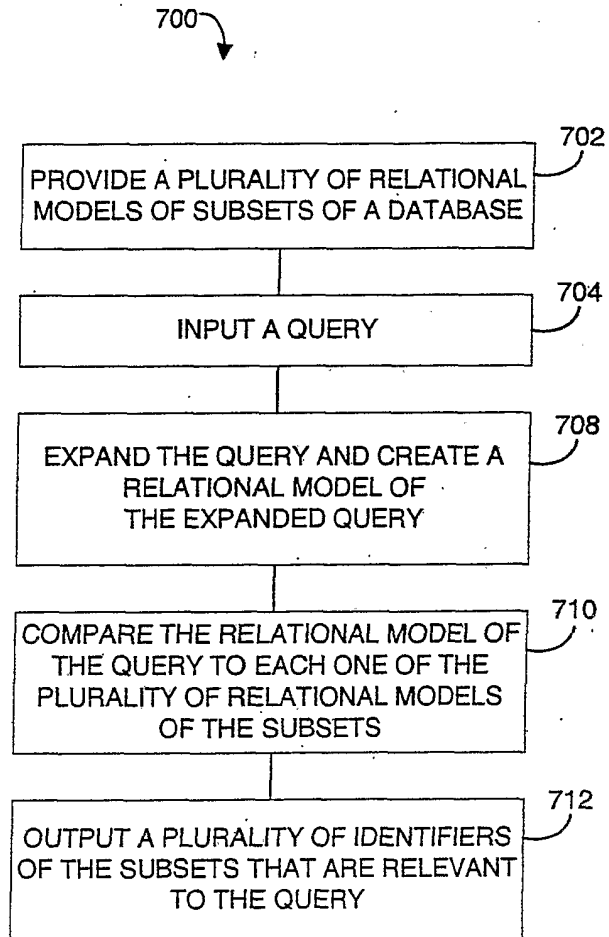 700
702
PROVIDE A PLURALITY OF RELATIONAL
MODELS OF SUBSETS OF A DATABASE
704
INPUT A QUERY
708
EXPAND THE QUERY AND CREATE A
RELATIONAL MODEL OF
THE EXPANDED QUERY
710
COMPARE THE RELATIONAL MODEL OF
THE QUERY TO EACH ONE OF THE
PLURALITY OF RELATIONAL MODELS
OF THE SUBSETS
712
OUTPUT A PLURALITY OF IDENTIFIERS
OF THE SUBSETS THAT ARE RELEVANT
TO THE QUERY